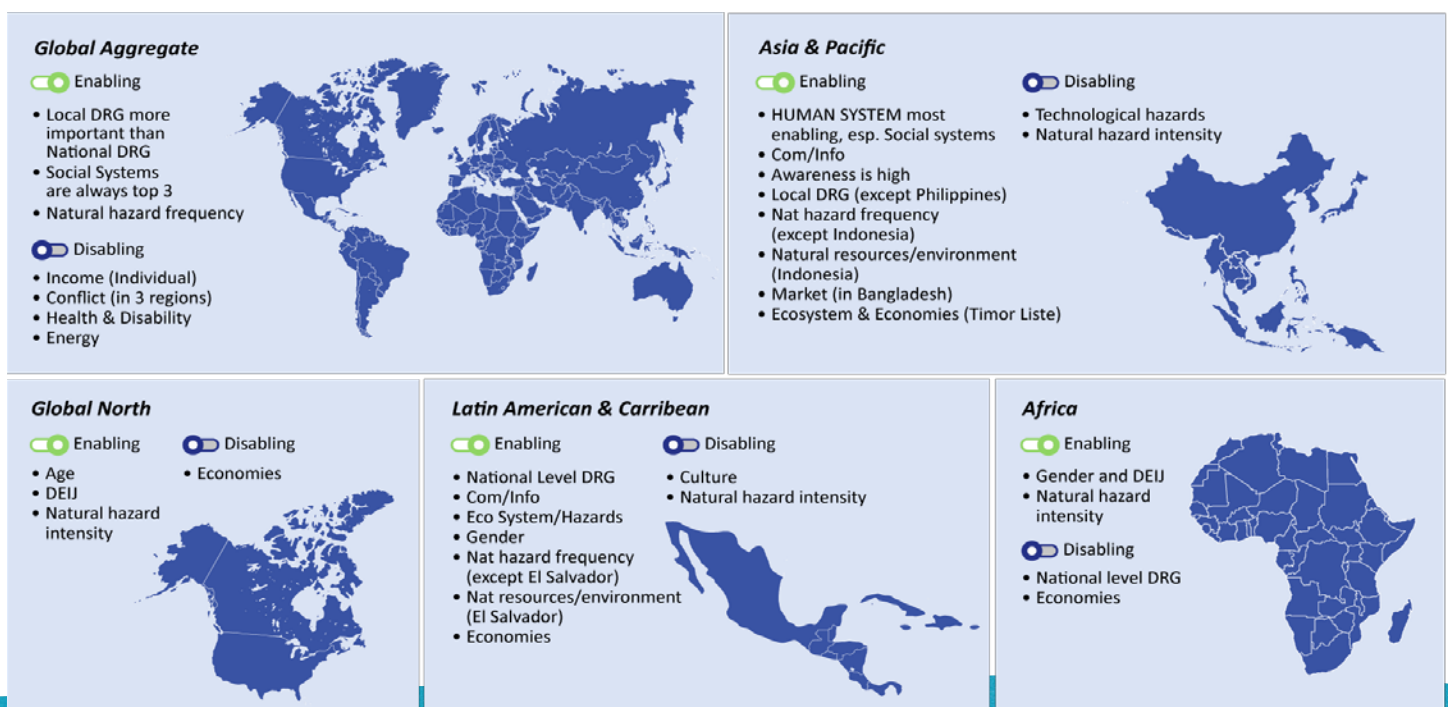 Global Aggregate
Enabling
• Local DRG more
important than
National DRG
• Social Systems
are always top 3
• Natural hazard frequency
Disabling
• Income (Individual)
• Conflict (in 3 regions)
• Health & Disability
• Energy
Asia & Pacific
Enabling
• HUMAN SYSTEM most
enabling, esp. Social systems
• Com/Info
• Awareness is high
• Local DRG (except Philippines)
• Nat hazard frequency
(except Indonesia)
• Natural resources/environment
(Indonesia)
• Market (in Bangladesh)
• Ecosystem & Economies (Timor Liste)
Disabling
• Technological hazards
• Natural hazard intensity
Global North
Enabling
• Age
• DEIJ
• Natural hazard
intensity
Disabling
• Economies
Latin American & Carribean
Enabling
• National Level DRG
• Com/Info
• Eco System/Hazards
• Gender
• Nat hazard frequency
(except El Salvador)
• Nat resources/environment
(El Salvador)
• Economies
Disabling
• Culture
• Natural hazard intensity
Africa
Enabling
• Gender and DEIJ
• Natural hazard
intensity
Disabling
• National level DRG
• Economies